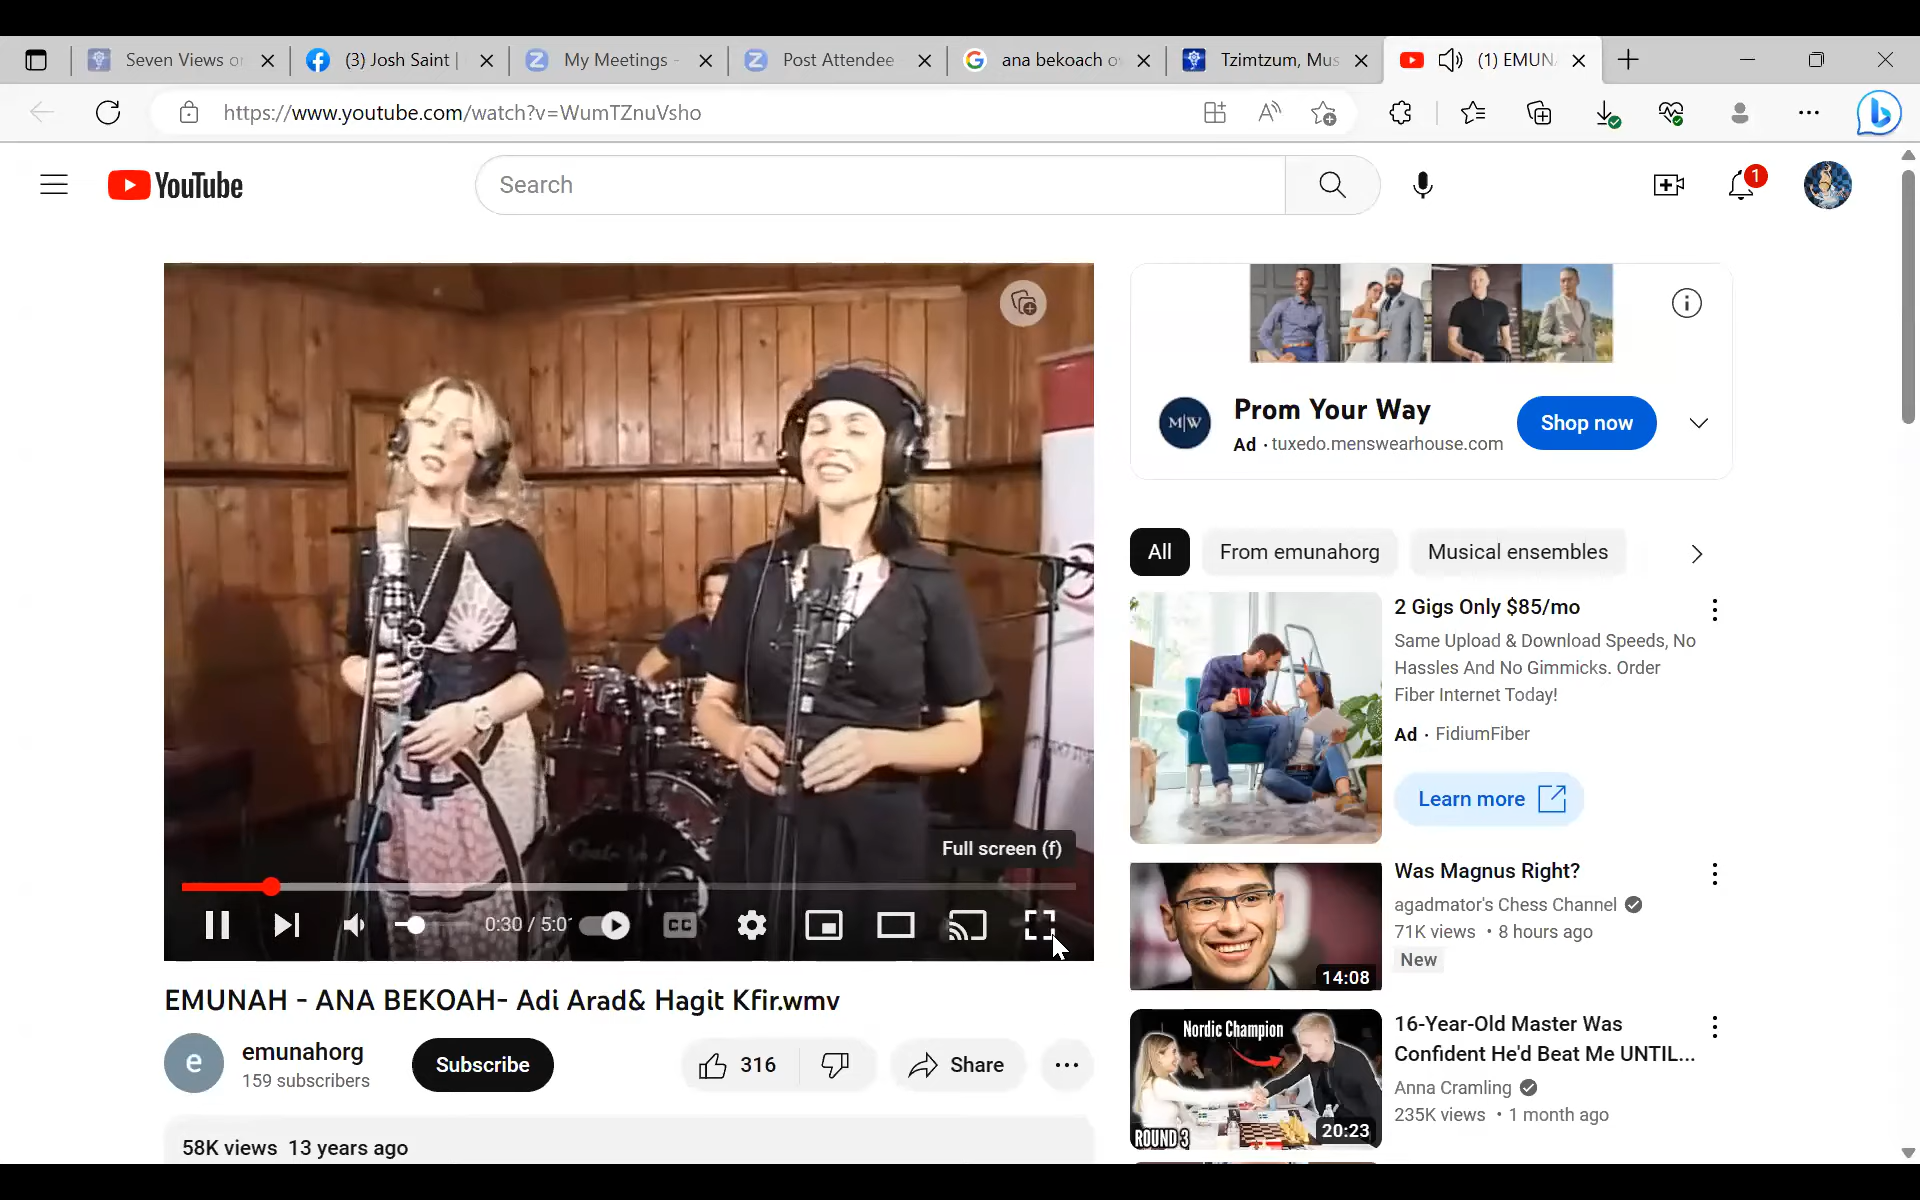 Seven Views o
(3) Josh Saint |
My Meetings -
Post Attendee
ana bekoach o
Tzimtzum, Mus
(1) EMUN
https://www.youtube.com/watch?v=WumTZnuVsho
YouTube
Search
1
M|W
Prom Your Way
Ad · tuxedo.menswearhouse.com
Shop now
All
From emunahorg
Musical ensembles
2 Gigs Only $85/mo
Same Upload & Download Speeds, No
Hassles And No Gimmicks. Order
Fiber Internet Today!
Ad · FidiumFiber
Learn more
Full screen (f)
0:30 / 5:01
CC
Was Magnus Right?
agadmator's Chess Channel
71K views • 8 hours ago
New
14:08
EMUNAH - ANA BEKOAH- Adi Arad& Hagit Kfir.wmv
e
emunahorg
159 subscribers
Subscribe
316
Share
Nordic Champion
ROUND 3
20:23
16-Year-Old Master Was
Confident He'd Beat Me UNTIL...
Anna Cramling
235K views • 1 month ago
58K views 13 years ago